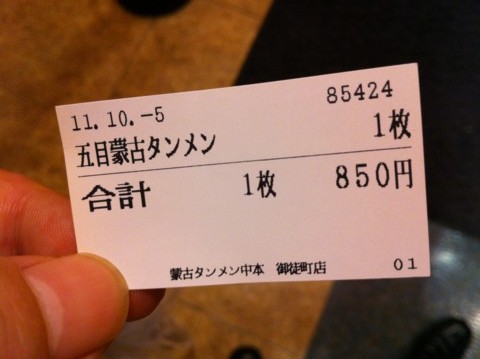 85424
11.10.-5
五目蒙古タンメン 1枚
合計 1枚 850円
蒙古タンメン中本 御徒町店 01